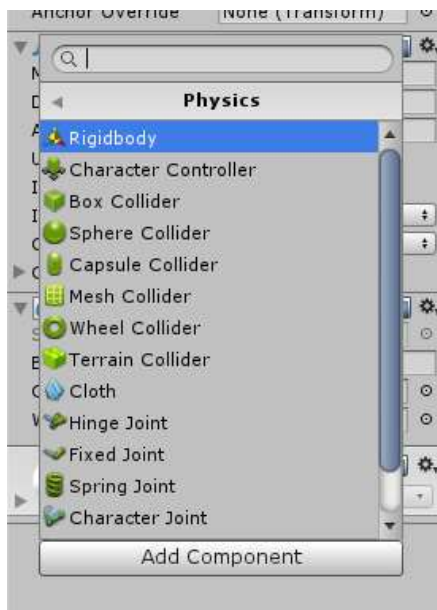 Anchor Override None (Transform)
Physics
Rigidbody
Character Controller
Box Collider
Sphere Collider
Capsule Collider
Mesh Collider
Wheel Collider
Terrain Collider
Cloth
Hinge Joint
Fixed Joint
Spring Joint
Character Joint
Add Component